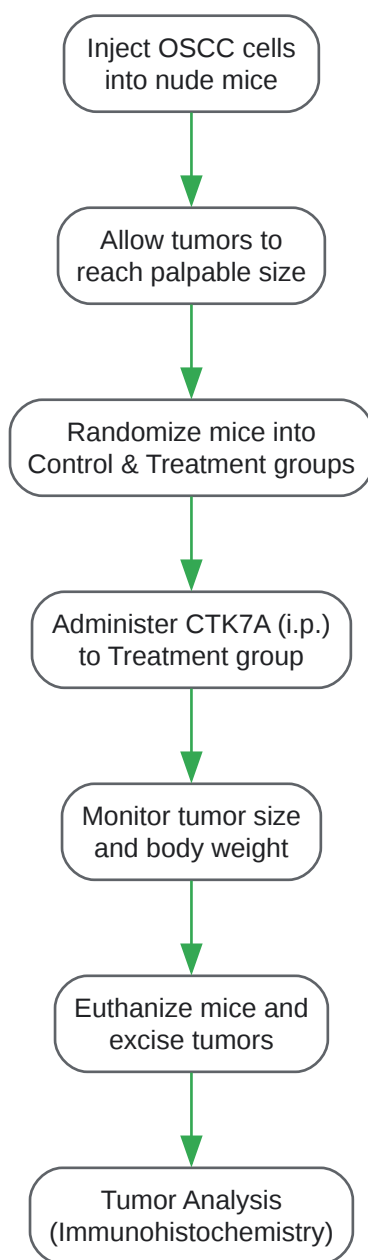 Inject OSCC cells
into nude mice
Allow tumors to
reach palpable size
Randomize mice into
Control & Treatment groups
Administer CTK7A (i.p.)
to Treatment group
Monitor tumor size
and body weight
Euthanize mice and
excise tumors
Tumor Analysis
(Immunohistochemistry)